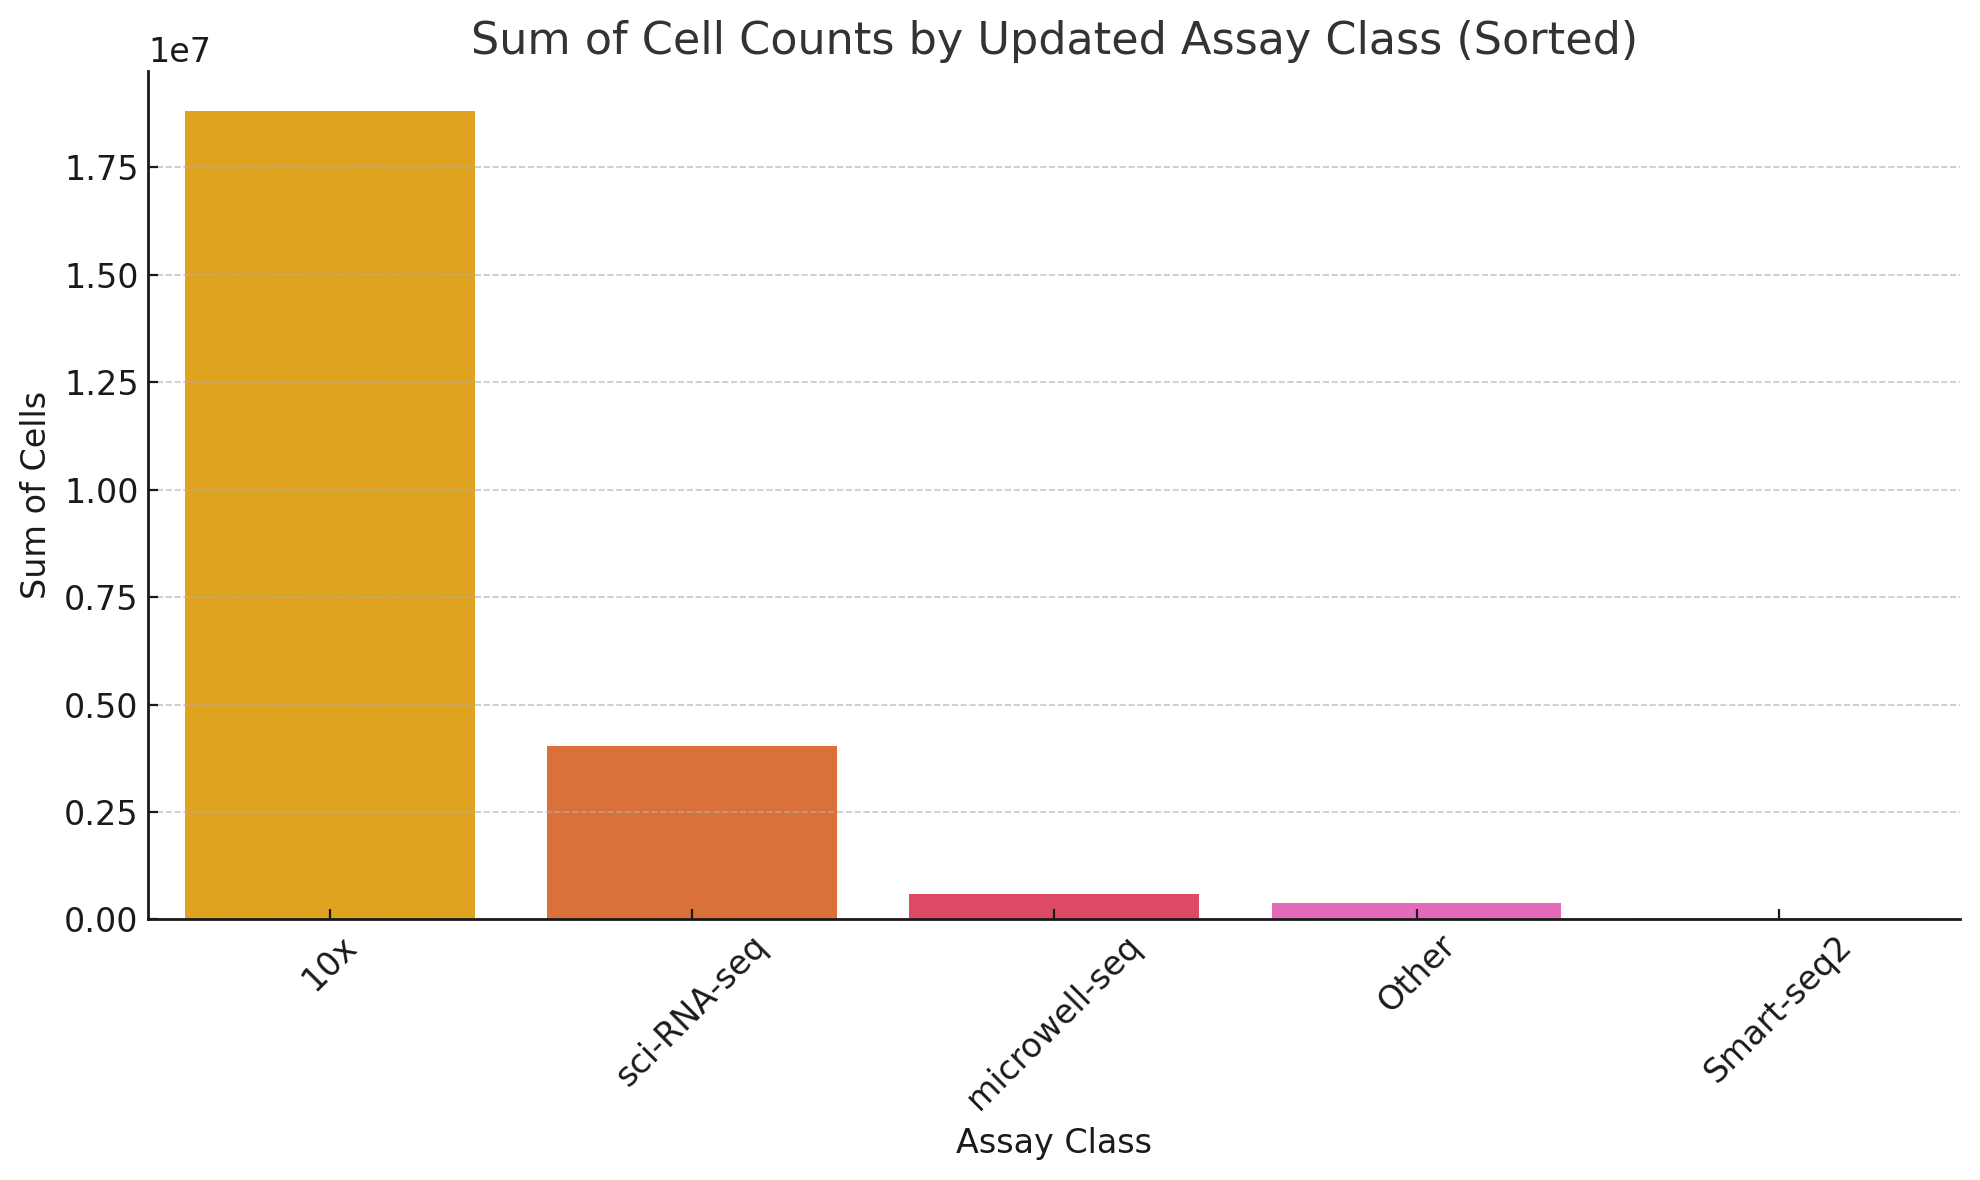 Sum of Cell Counts by Updated Assay Class (Sorted)
1e7
1.75
1.50
1.25
1.00
0.75
0.50
0.25
0.00
Sum of Cells
10x
sci-RNA-seq
microwell-seq
Other
Smart-seq2
Assay Class